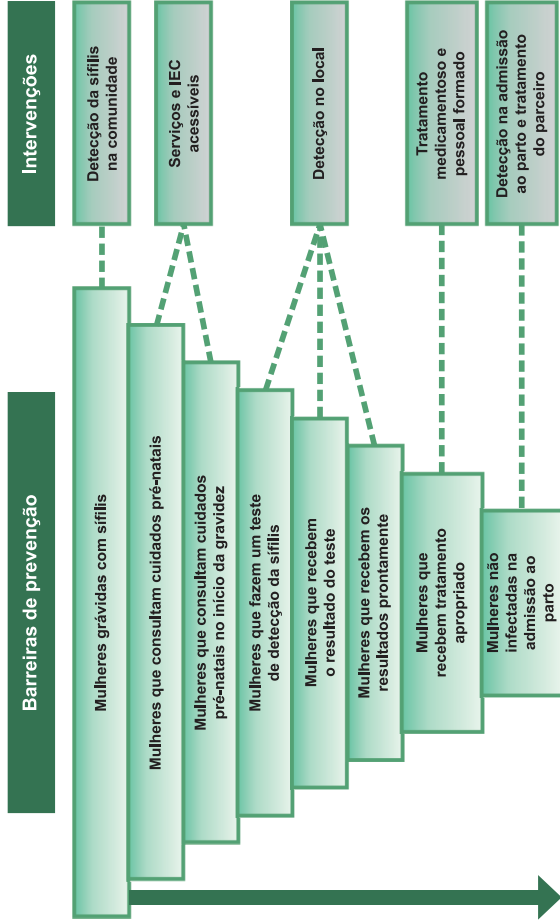 Barreiras de prevenção
Intervenções
Mulheres grávidas com sífilis
Detecção da sífilis
na comunidade
Mulheres que consultam cuidados pré-natais
Serviços e IEC
acessíveis
Mulheres que consultam cuidados
pré-natais no início da gravidez
Mulheres que fazem um teste
de detecção da sífilis
Mulheres que recebem
o resultado do teste
Detecção no local
Mulheres que recebem os
resultados prontamente
Mulheres que
recebem tratamento
apropriado
Tratamento
medicamentoso e
pessoal formado
Mulheres não
infectadas na
admissão ao
parto
Detecção na admissão
ao parto e tratamento
do parceiro